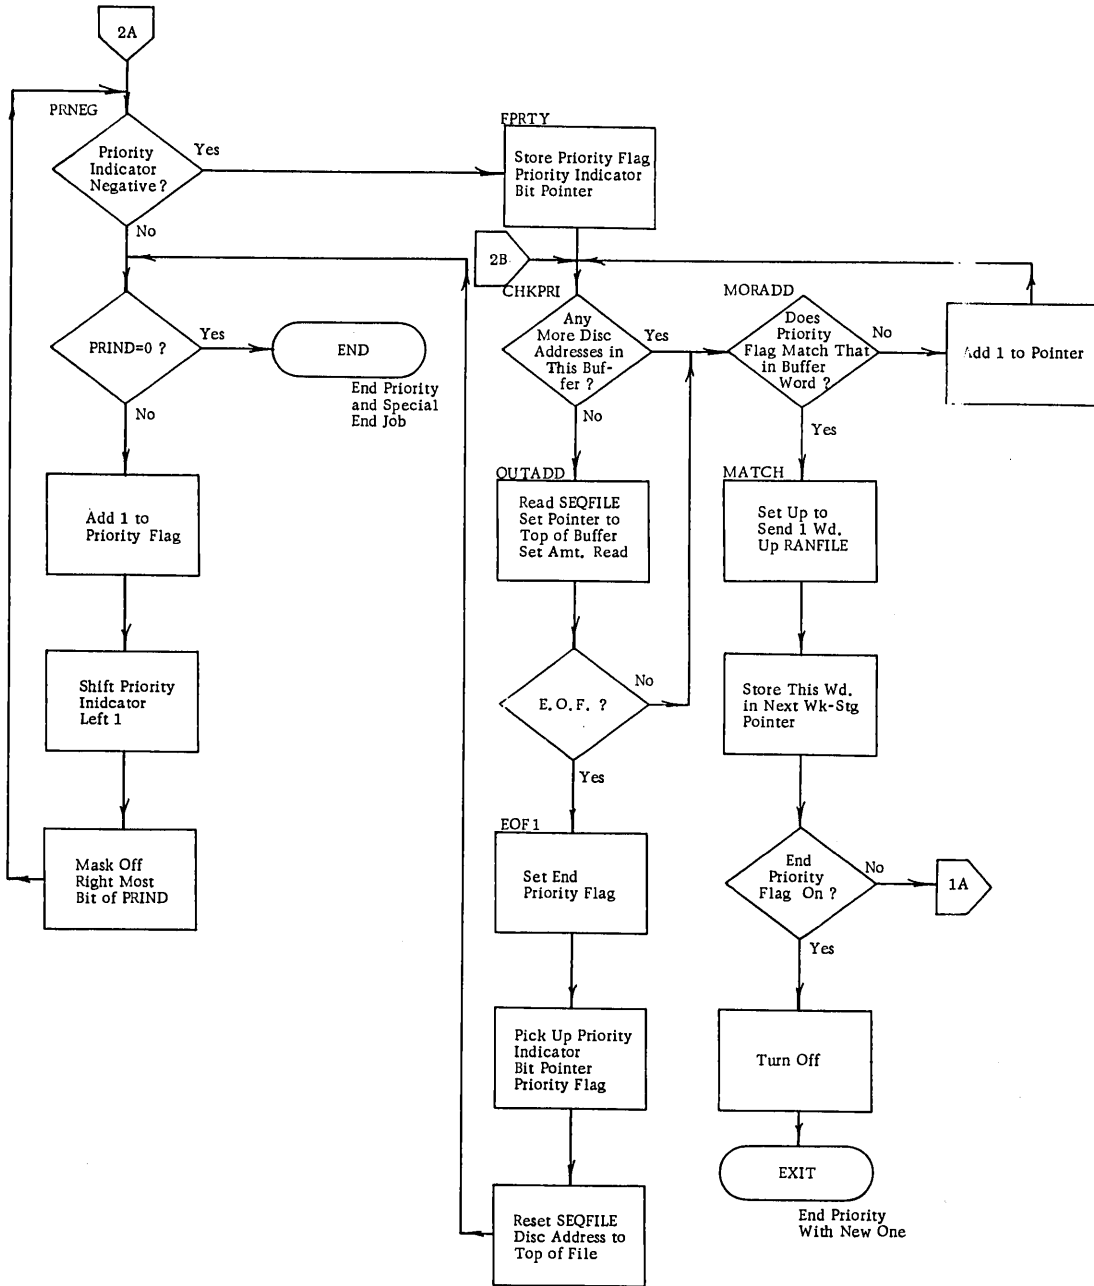 2A
PRNEG
Priority
Indicator
Negative ?
Yes
No
FPRTY
Store Priority Flag
Priority Indicator
Bit Pointer
2B
CHKPRI
Any
More Disc
Addresses in
This Buf-
fer ?
Yes
No
MORADD
Does
Priority
Flag Match That
in Buffer
Word ?
No
Yes
Add 1 to Pointer
PRIND=0 ?
Yes
No
END
End Priority
and Special
End Job
Add 1 to
Priority Flag
Shift Priority
Inidcator
Left 1
Mask Off
Right Most
Bit of PRIND
OUTADD
Read SEQFILE
Set Pointer to
Top of Buffer
Set Amt. Read
E.O.F. ?
No
Yes
EOF1
Set End
Priority Flag
Pick Up Priority
Indicator
Bit Pointer
Priority Flag
Reset SEQFILE
Disc Address to
Top of File
MATCH
Set Up to
Send 1 Wd.
Up RANFILE
Store This Wd.
in Next Wk-Stg
Pointer
End
Priority
Flag On ?
No
Yes
1A
Turn Off
EXIT
End Priority
With New One